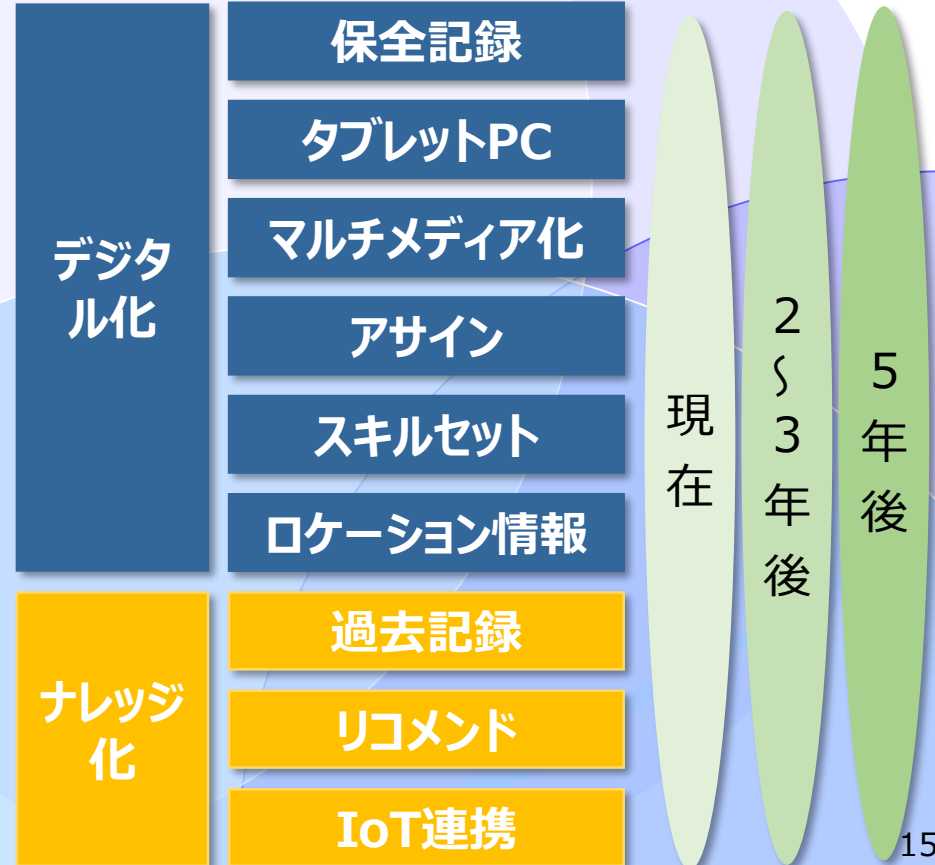 デジタ
ル化
保全記録
タブレットPC
マルチメディア化
アサイン
スキルセット
ロケーション情報
ナレッジ
化
過去記録
リコメンド
IoT連携
現在
2～3年後
5年後
15